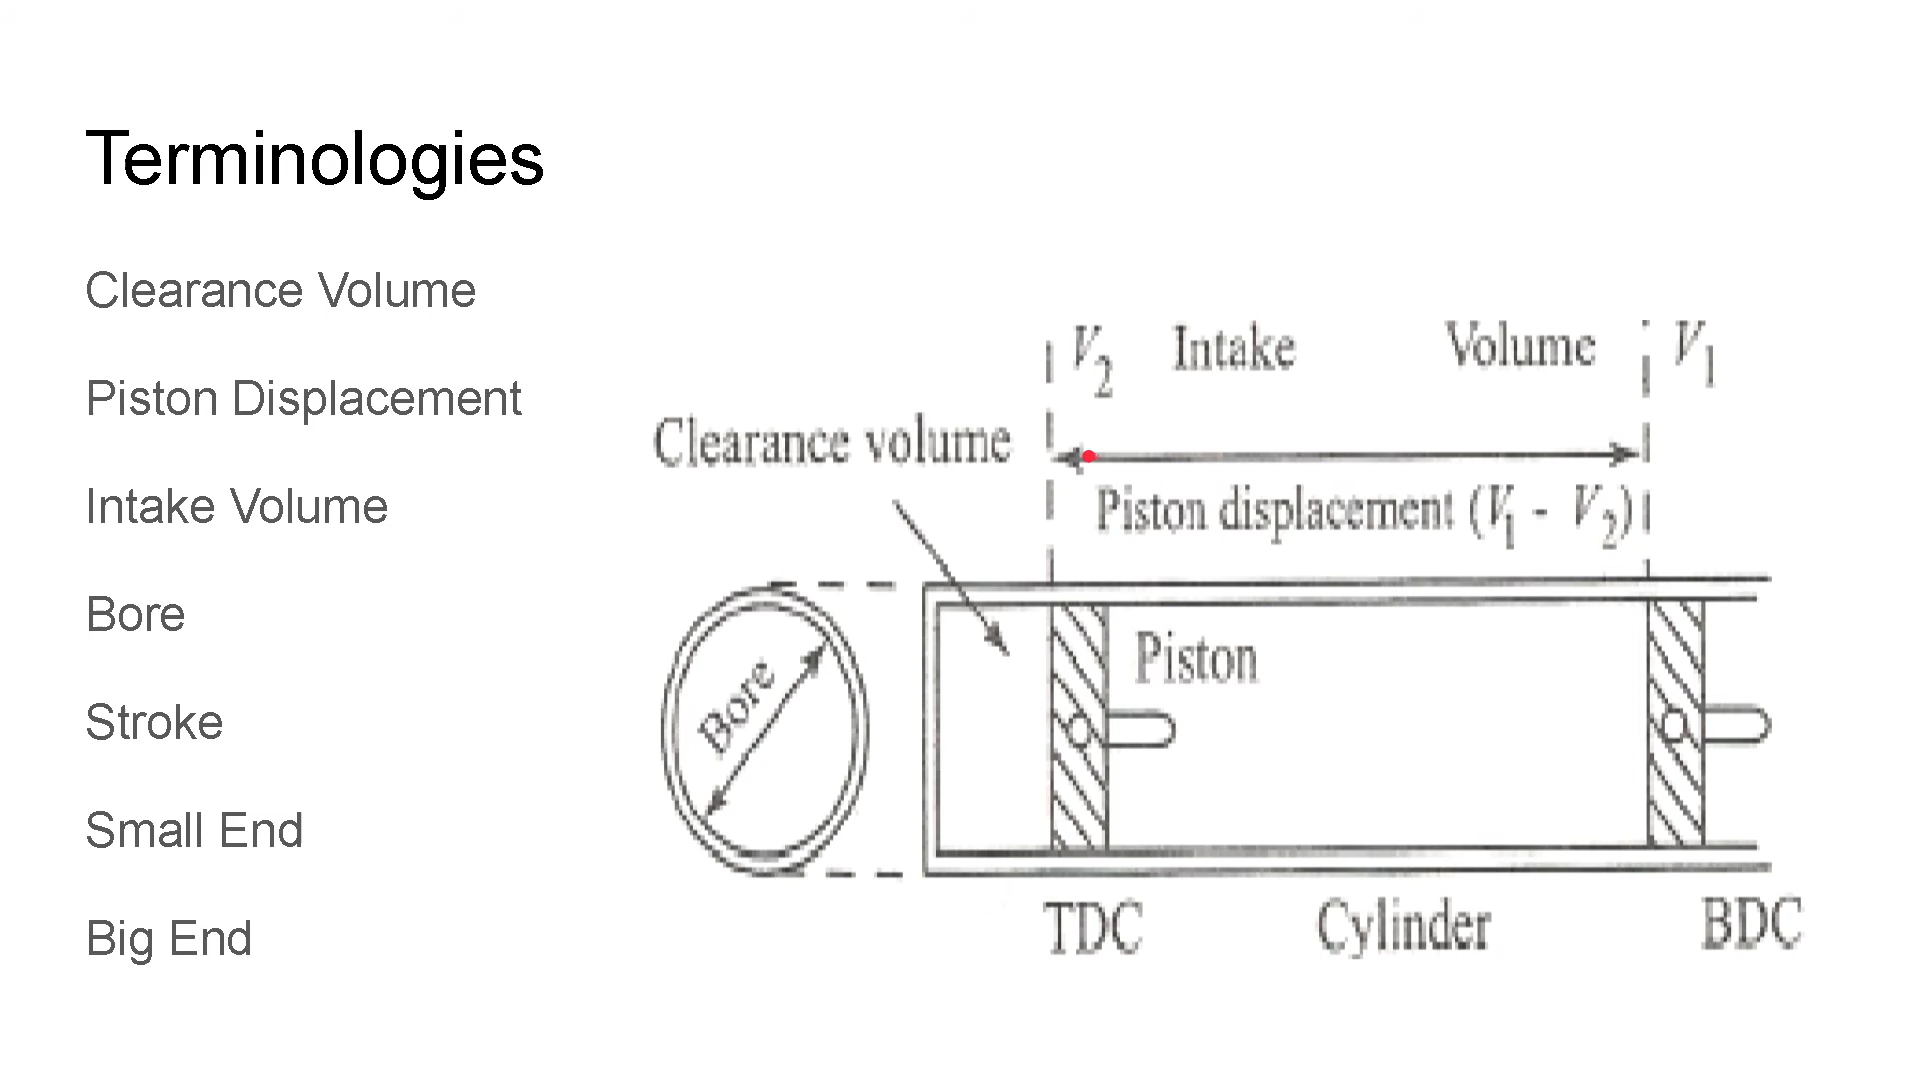 Terminologies
Clearance Volume
Piston Displacement
Intake Volume
Bore
Stroke
Small End
Big End
V2 Intake Volume V1
Clearance volume
Piston displacement (V1 - V2)
Piston
Bore
TDC Cylinder BDC